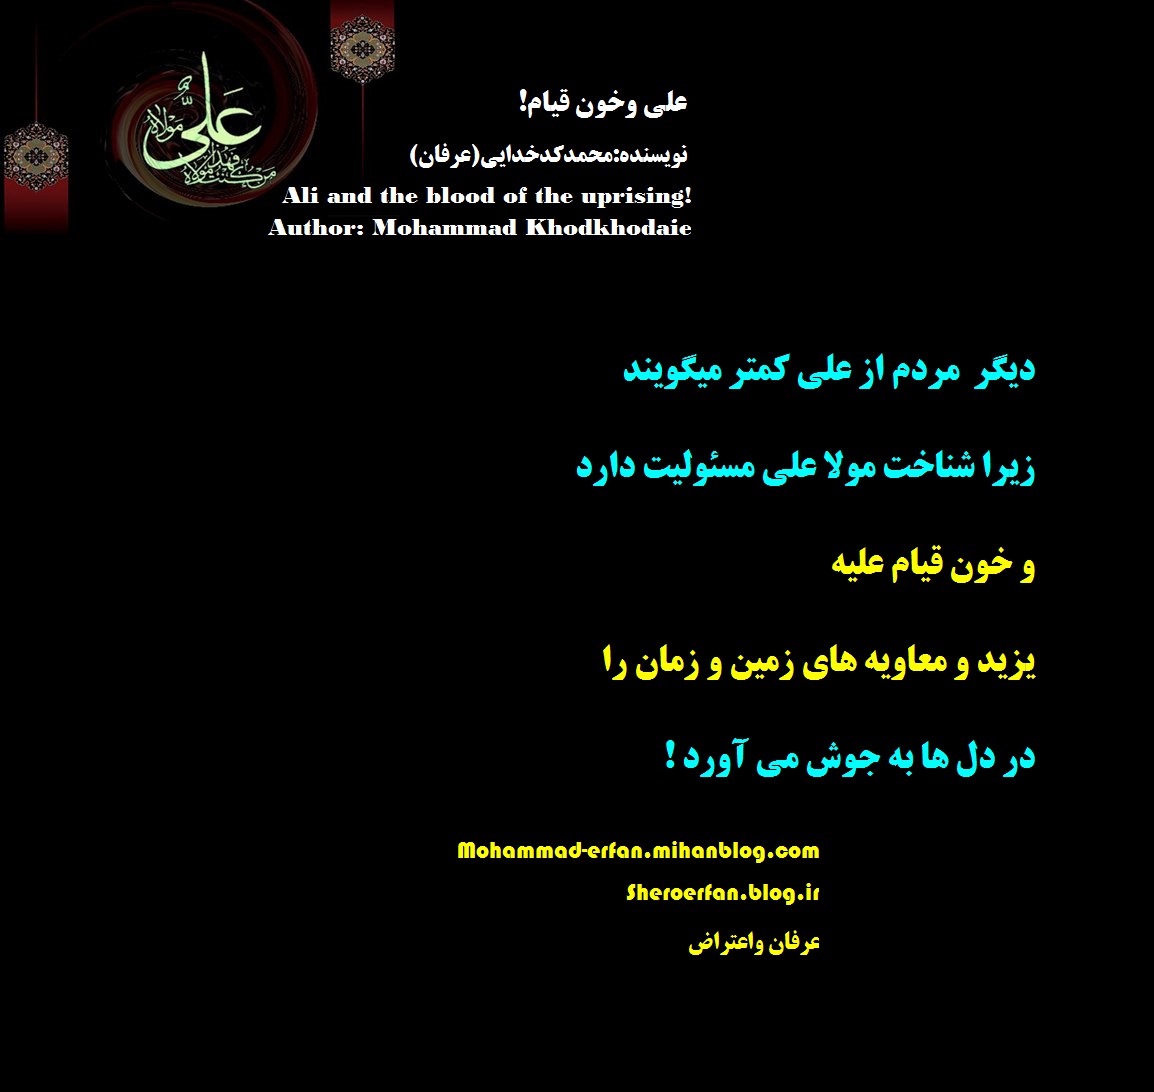 علی مولاه
من کنت مولاه فهذا
علی وخون قیام!
نویسنده:محمدکدخدایی(عرفان)
Ali and the blood of the uprising!
Author: Mohammad Khodkhodaie
دیگر مردم از علی کمتر میگویند
زیرا شناخت مولا علی مسئولیت دارد
و خون قیام علیه
یزید و معاویه های زمین و زمان را
در دل ها به جوش می آورد !
Mohammad-erfan.mihanblog.com
Sheroerfan.blog.ir
عرفان واعتراض